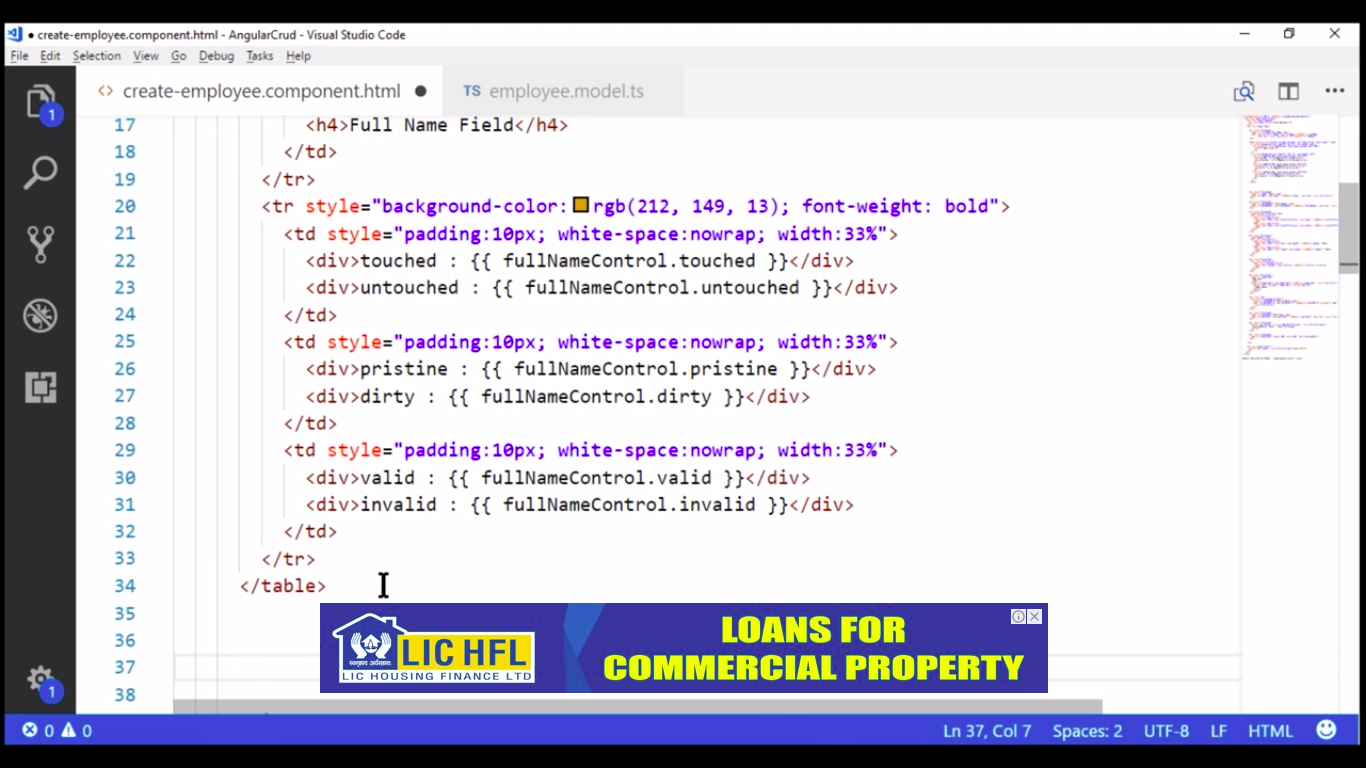 create-employee.component.html - AngularCrud - Visual Studio Code
File Edit Selection View Go Debug Tasks Help
<> create-employee.component.html ● TS employee.model.ts
17 <h4>Full Name Field</h4>
18 </td>
19 </tr>
20 <tr style="background-color:rgb(212, 149, 13); font-weight: bold">
21 <td style="padding:10px; white-space:nowrap; width:33%">
22 <div>touched : {{ fullNameControl.touched }}</div>
23 <div>untouched : {{ fullNameControl.untouched }}</div>
24 </td>
25 <td style="padding:10px; white-space:nowrap; width:33%">
26 <div>pristine : {{ fullNameControl.pristine }}</div>
27 <div>dirty : {{ fullNameControl.dirty }}</div>
28 </td>
29 <td style="padding:10px; white-space:nowrap; width:33%">
30 <div>valid : {{ fullNameControl.valid }}</div>
31 <div>invalid : {{ fullNameControl.invalid }}</div>
32 </td>
33 </tr>
34 </table>
35
36
37
38
1
1
LIC HFL
LIC HOUSING FINANCE LTD
LOANS FOR
COMMERCIAL PROPERTY
0 0 Ln 37, Col 7 Spaces: 2 UTF-8 LF HTML